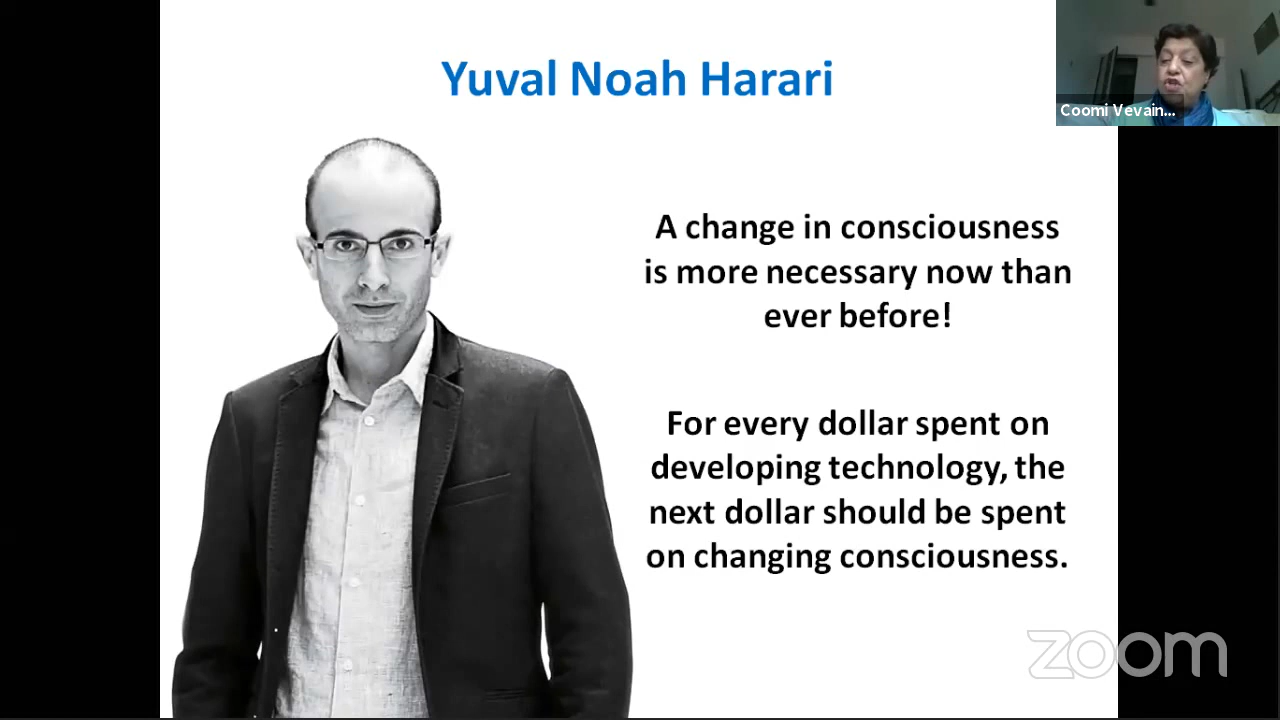 Yuval Noah Harari
Coomi Vevain...
A change in consciousness
is more necessary now than
ever before!
For every dollar spent on
developing technology, the
next dollar should be spent
on changing consciousness.
zoom